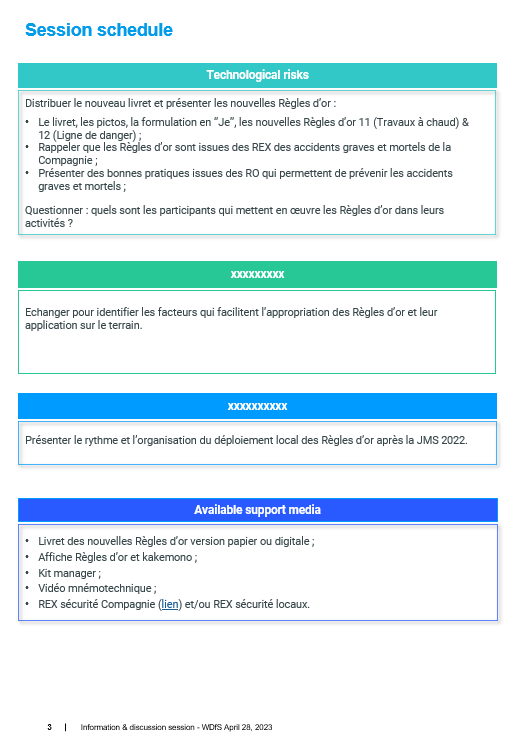 Session schedule
Technological risks
Distribuer le nouveau livret et présenter les nouvelles Règles d’or :
• Le livret, les pictos, la formulation en “Je”, les nouvelles Règles d’or 11 (Travaux à chaud) &
12 (Ligne de danger) ;
• Rappeler que les Règles d’or sont issues des REX des accidents graves et mortels de la
Compagnie ;
• Présenter des bonnes pratiques issues des RO qui permettent de prévenir les accidents
graves et mortels ;
Questionner : quels sont les participants qui mettent en œuvre les Règles d’or dans leurs
activités ?
xxxxxxxxx
Echanger pour identifier les facteurs qui facilitent l’appropriation des Règles d’or et leur
application sur le terrain.
xxxxxxxxxx
Présenter le rythme et l’organisation du déploiement local des Règles d’or après la JMS 2022.
Available support media
• Livret des nouvelles Règles d’or version papier ou digitale ;
• Affiche Règles d’or et kakemono ;
• Kit manager ;
• Vidéo mnémotechnique ;
• REX sécurité Compagnie (lien) et/ou REX sécurité locaux.
3 | Information & discussion session - WDfS April 28, 2023